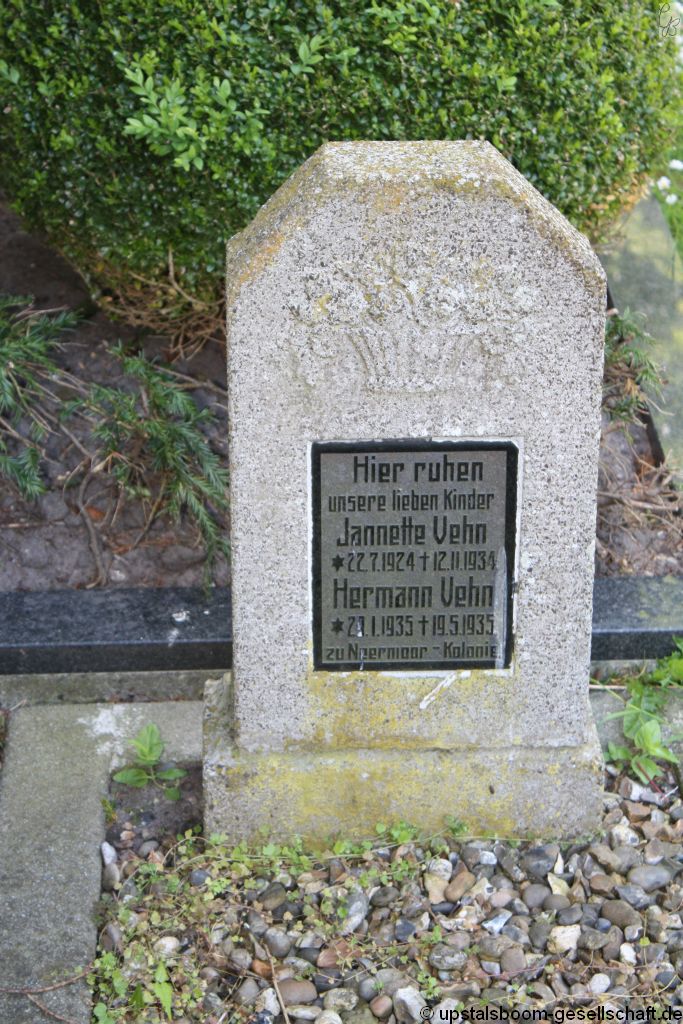 Hier ruhen
unsere lieben Kinder
Jannette Vehn
*22.7.1924 † 12.11.1934
Hermann Vehn
.1.1935 † 19.5.1935
zu Neermoor - Kolonie
© upstalsboom-gesellschaft.de